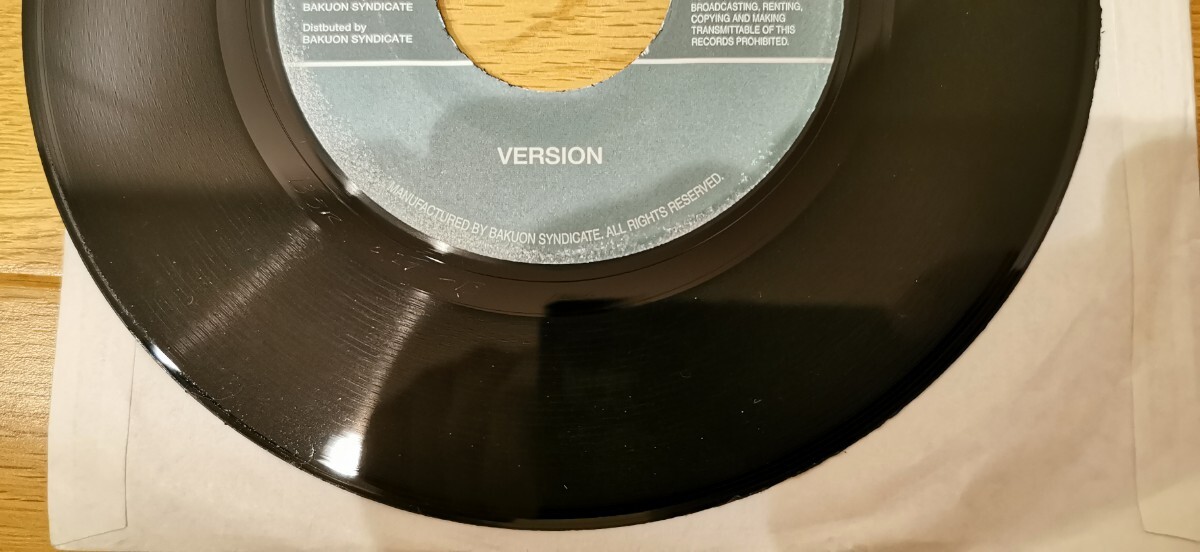 BAKUON SYNDICATE
Distbuted by
BAKUON SYNDICATE
BROADCASTING, RENTING,
COPYING AND MAKING
TRANSMITTABLE OF THIS
RECORDS PROHIBITED.
VERSION
MANUFACTURED BY BAKUON SYNDICATE, ALL RIGHTS RESERVED.